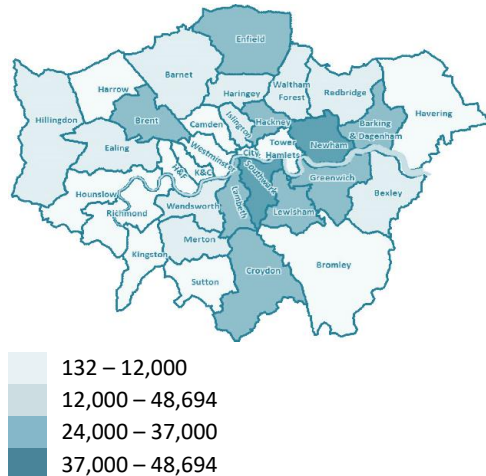 Enfield
Barnet
Harrow
Haringey
Waltham
Forest
Redbridge
Havering
Hillingdon
Brent
Camden
Islington
Hackney
Barking
& Dagenham
Ealing
Westminster
CITY
Tower
Hamlets
Newham
H&F
K&C
Southwark
Greenwich
Hounslow
Richmond
Wandsworth
Lambeth
Lewisham
Bexley
Merton
Kingston
Sutton
Croydon
Bromley
132 – 12,000
12,000 – 48,694
24,000 – 37,000
37,000 – 48,694